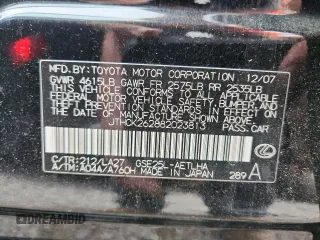 MFD.BY:TOYOTA MOTOR CORPORATION 12/07
GVWR 4615LB GAWR FR 2575LB RR 2535LB
THIS VEHICLE CONFORMS TO ALL APPLICABLE
FEDERAL MOTOR VEHICLE SAFETY, BUMPER, AND
THEFT PREVENTION STANDARDS IN EFFECT ON
THE DATE OF MANUFACTURE SHOWN ABOVE.
JTHCK262882023813 PASS.CAR
C/TR:212/LA27 GSE25L-AETLHA
A/TM:A04A/A760H MADE IN JAPAN 289 A